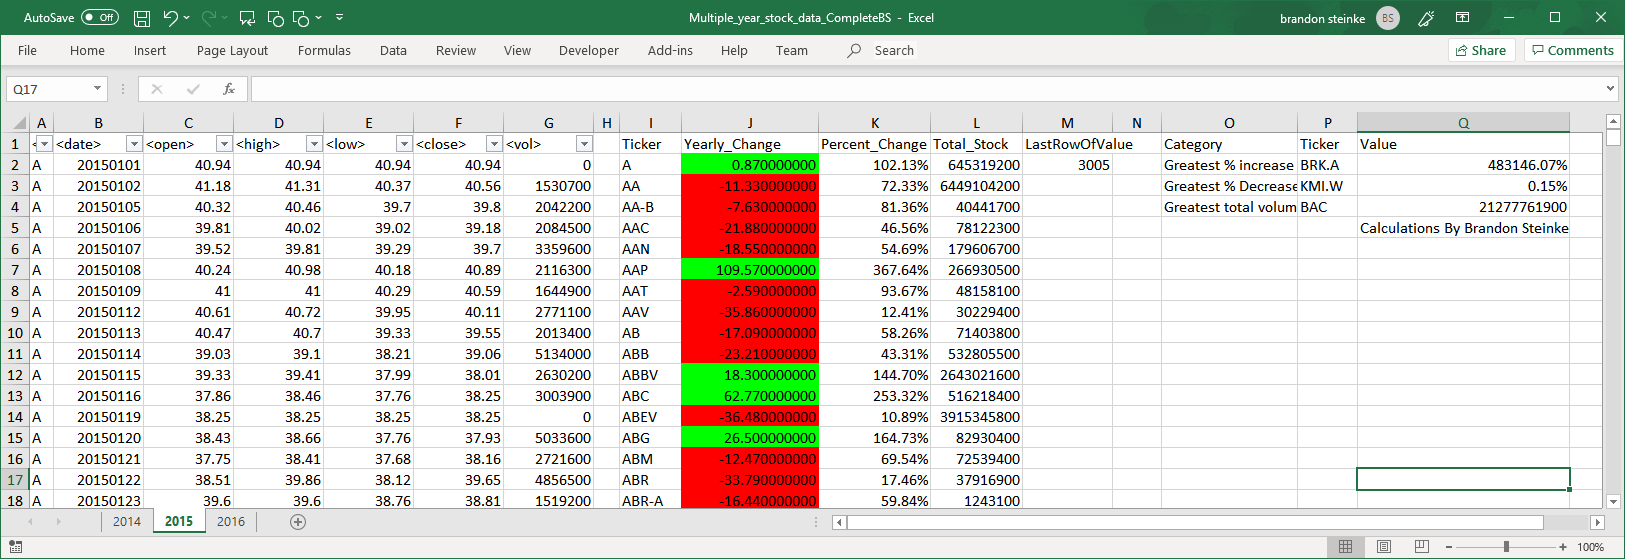 AutoSave Off Multiple_year_stock_data_CompleteBS - Excel brandon steinke BS
File Home Insert Page Layout Formulas Data Review View Developer Add-ins Help Team Search Share Comments
Q17 fx
A B C D E F G H I J K L M N O P Q
1 < <date> <open> <high> <low> <close> <vol> Ticker Yearly_Change Percent_Change Total_Stock LastRowOfValue Category Ticker Value
2 A 20150101 40.94 40.94 40.94 40.94 0 A 0.870000000 102.13% 645319200 3005 Greatest % increase BRK.A 483146.07%
3 A 20150102 41.18 41.31 40.37 40.56 1530700 AA -11.330000000 72.33% 6449104200 Greatest % Decrease KMI.W 0.15%
4 A 20150105 40.32 40.46 39.7 39.8 2042200 AA-B -7.630000000 81.36% 40441700 Greatest total volum BAC 21277761900
5 A 20150106 39.81 40.02 39.02 39.18 2084500 AAC -21.880000000 46.56% 78122300 Calculations By Brandon Steinke
6 A 20150107 39.52 39.81 39.29 39.7 3359600 AAN -18.550000000 54.69% 179606700
7 A 20150108 40.24 40.98 40.18 40.89 2116300 AAP 109.570000000 367.64% 266930500
8 A 20150109 41 41 40.29 40.59 1644900 AAT -2.590000000 93.67% 48158100
9 A 20150112 40.61 40.72 39.95 40.11 2771100 AAV -35.860000000 12.41% 30229400
10 A 20150113 40.47 40.7 39.33 39.55 2013400 AB -17.090000000 58.26% 71403800
11 A 20150114 39.03 39.1 38.21 39.06 5134000 ABB -23.210000000 43.31% 532805500
12 A 20150115 39.33 39.41 37.99 38.01 2630200 ABBV 18.300000000 144.70% 2643021600
13 A 20150116 37.86 38.46 37.76 38.25 3003900 ABC 62.770000000 253.32% 516218400
14 A 20150119 38.25 38.25 38.25 38.25 0 ABEV -36.480000000 10.89% 3915345800
15 A 20150120 38.43 38.66 37.76 37.93 5033600 ABG 26.500000000 164.73% 82930400
16 A 20150121 37.75 38.41 37.68 38.16 2721600 ABM -12.470000000 69.54% 72539400
17 A 20150122 38.51 39.86 38.12 39.65 4856500 ABR -33.790000000 17.46% 37916900
18 A 20150123 39.6 39.6 38.76 38.81 1519200 ABR-A -16.440000000 59.84% 1243100
2014 2015 2016
100%